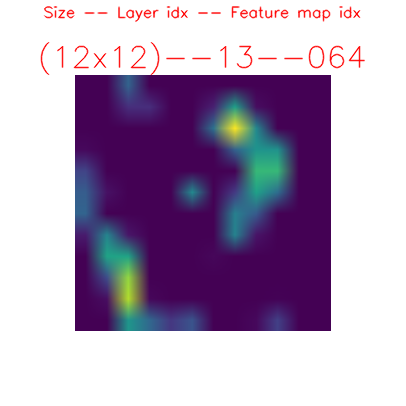 Size -- Layer idx -- Feature map idx
(12x12)--13--064